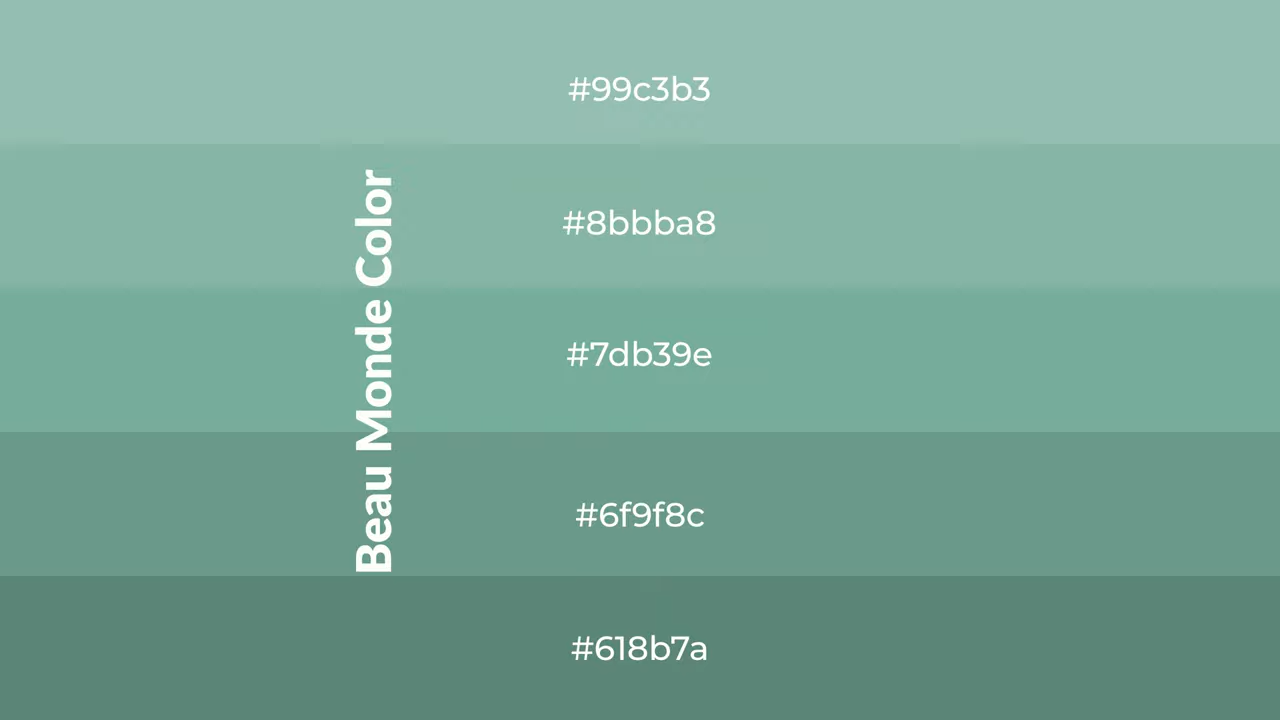 Beau Monde Color
#99c3b3
#8bbba8
#7db39e
#6f9f8c
#618b7a